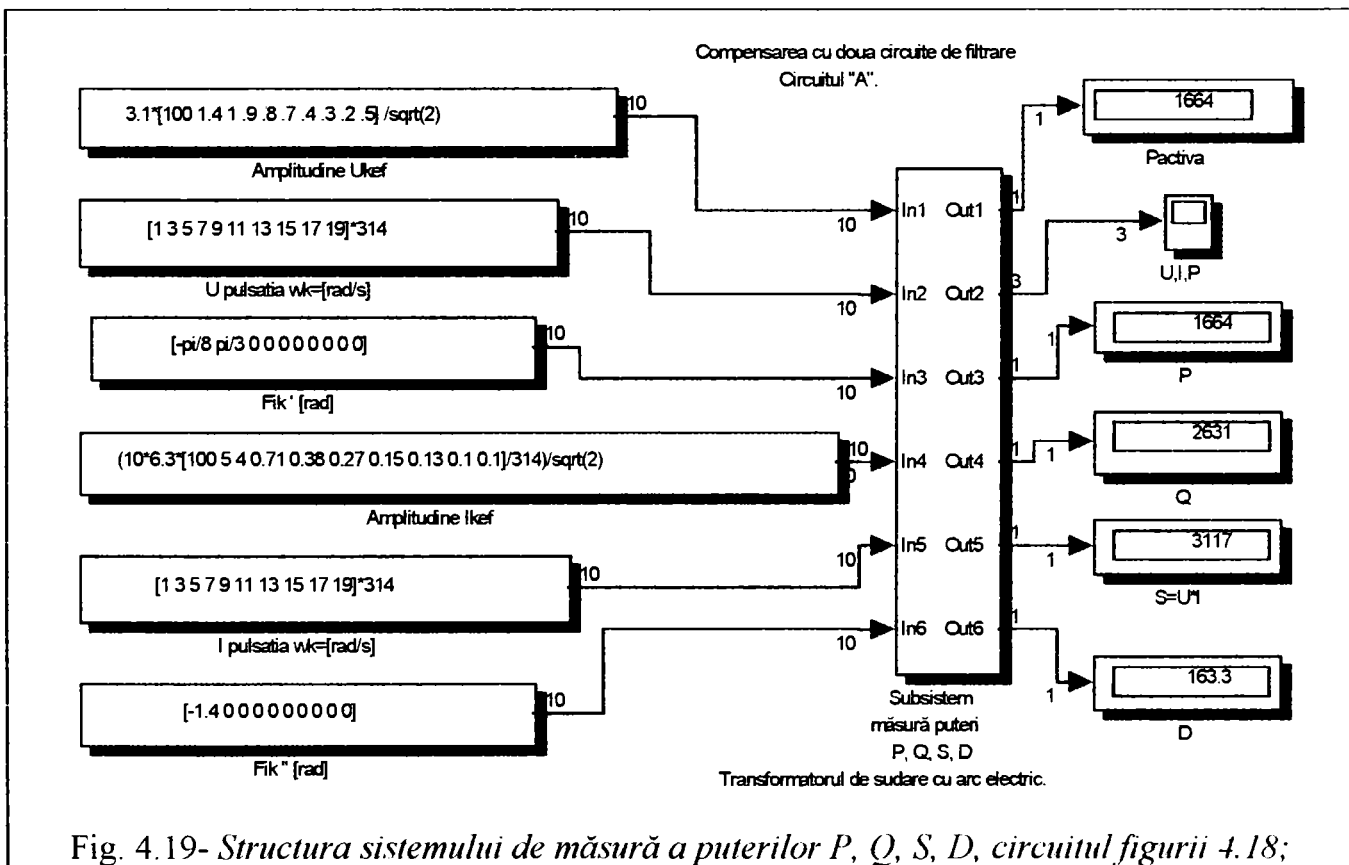 Compensarea cu doua circuite de filtrare
Circuitul "A".
3.1*[100 1.4 1 .9 .8 .7 .4 .3 .2 .5] /sqrt(2)
10
Amplitudine Ukef
[1 3 5 7 9 11 13 15 17 19]*314
10
U pulsatia wk=[rad/s]
[-pi/8 pi/3 0 0 0 0 0 0 0 0]
10
Fik ' [rad]
(10*6.3*[100 5 4 0.71 0.38 0.27 0.15 0.13 0.1 0.1]/314)/sqrt(2)
10
0
Amplitudine Ikef
[1 3 5 7 9 11 13 15 17 19]*314
10
I pulsatia wk=[rad/s]
[-1.4 0 0 0 0 0 0 0 0 0]
10
Fik " [rad]
10
In1 Out1
1
10
In2 Out2
3
10
In3 Out3
1
10
In4 Out4
1
10
In5 Out5
1
10
In6 Out6
1
Subsistem
măsură puteri
P, Q, S, D
Transformatorul de sudare cu arc electric.
1
1664
Pactiva
3
U,I,P
1
1664
P
1
2631
Q
1
3117
S=U*I
1
163.3
D
Fig. 4.19- Structura sistemului de măsură a puterilor P, Q, S, D, circuitul figurii 4.18;